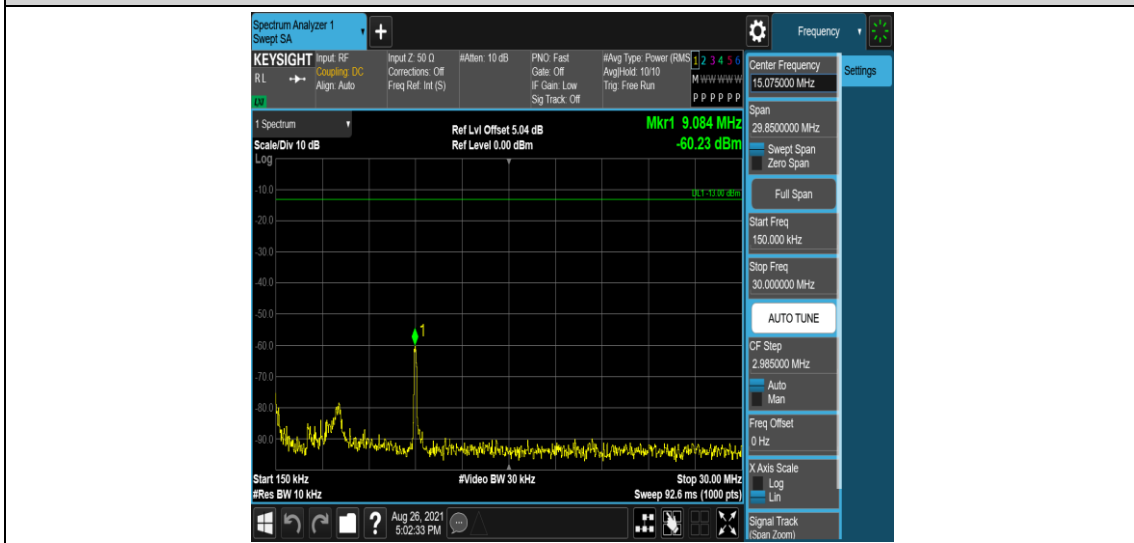 Spectrum Analyzer 1
Swept SA
+
Frequency
KEYSIGHT
RL
LXI
Input: RF
Coupling: DC
Align: Auto
Input Z: 50 Ω
Corrections: Off
Freq Ref: Int (S)
#Atten: 10 dB
PNO: Fast
Gate: Off
IF Gain: Low
Sig Track: Off
#Avg Type: Power (RMS
Avg|Hold: 10/10
Trig: Free Run
1 2 3 4 5 6
M W W W W W
P P P P P P
1 Spectrum
Scale/Div 10 dB
Ref Lvl Offset 5.04 dB
Ref Level 0.00 dBm
Mkr1 9.084 MHz
-60.23 dBm
Log
DL1 -13.00 dBm
-10.0
-20.0
-30.0
-40.0
-50.0
1
-60.0
-70.0
-80.0
-90.0
Start 150 kHz
#Video BW 30 kHz
Stop 30.00 MHz
#Res BW 10 kHz
Sweep 92.6 ms (1000 pts)
?
Aug 26, 2021
5:02:33 PM
Center Frequency
15.075000 MHz
Settings
Span
29.8500000 MHz
Swept Span
Zero Span
Full Span
Start Freq
150.000 kHz
Stop Freq
30.000000 MHz
AUTO TUNE
CF Step
2.985000 MHz
Auto
Man
Freq Offset
0 Hz
X Axis Scale
Log
Lin
Signal Track
(Span Zoom)